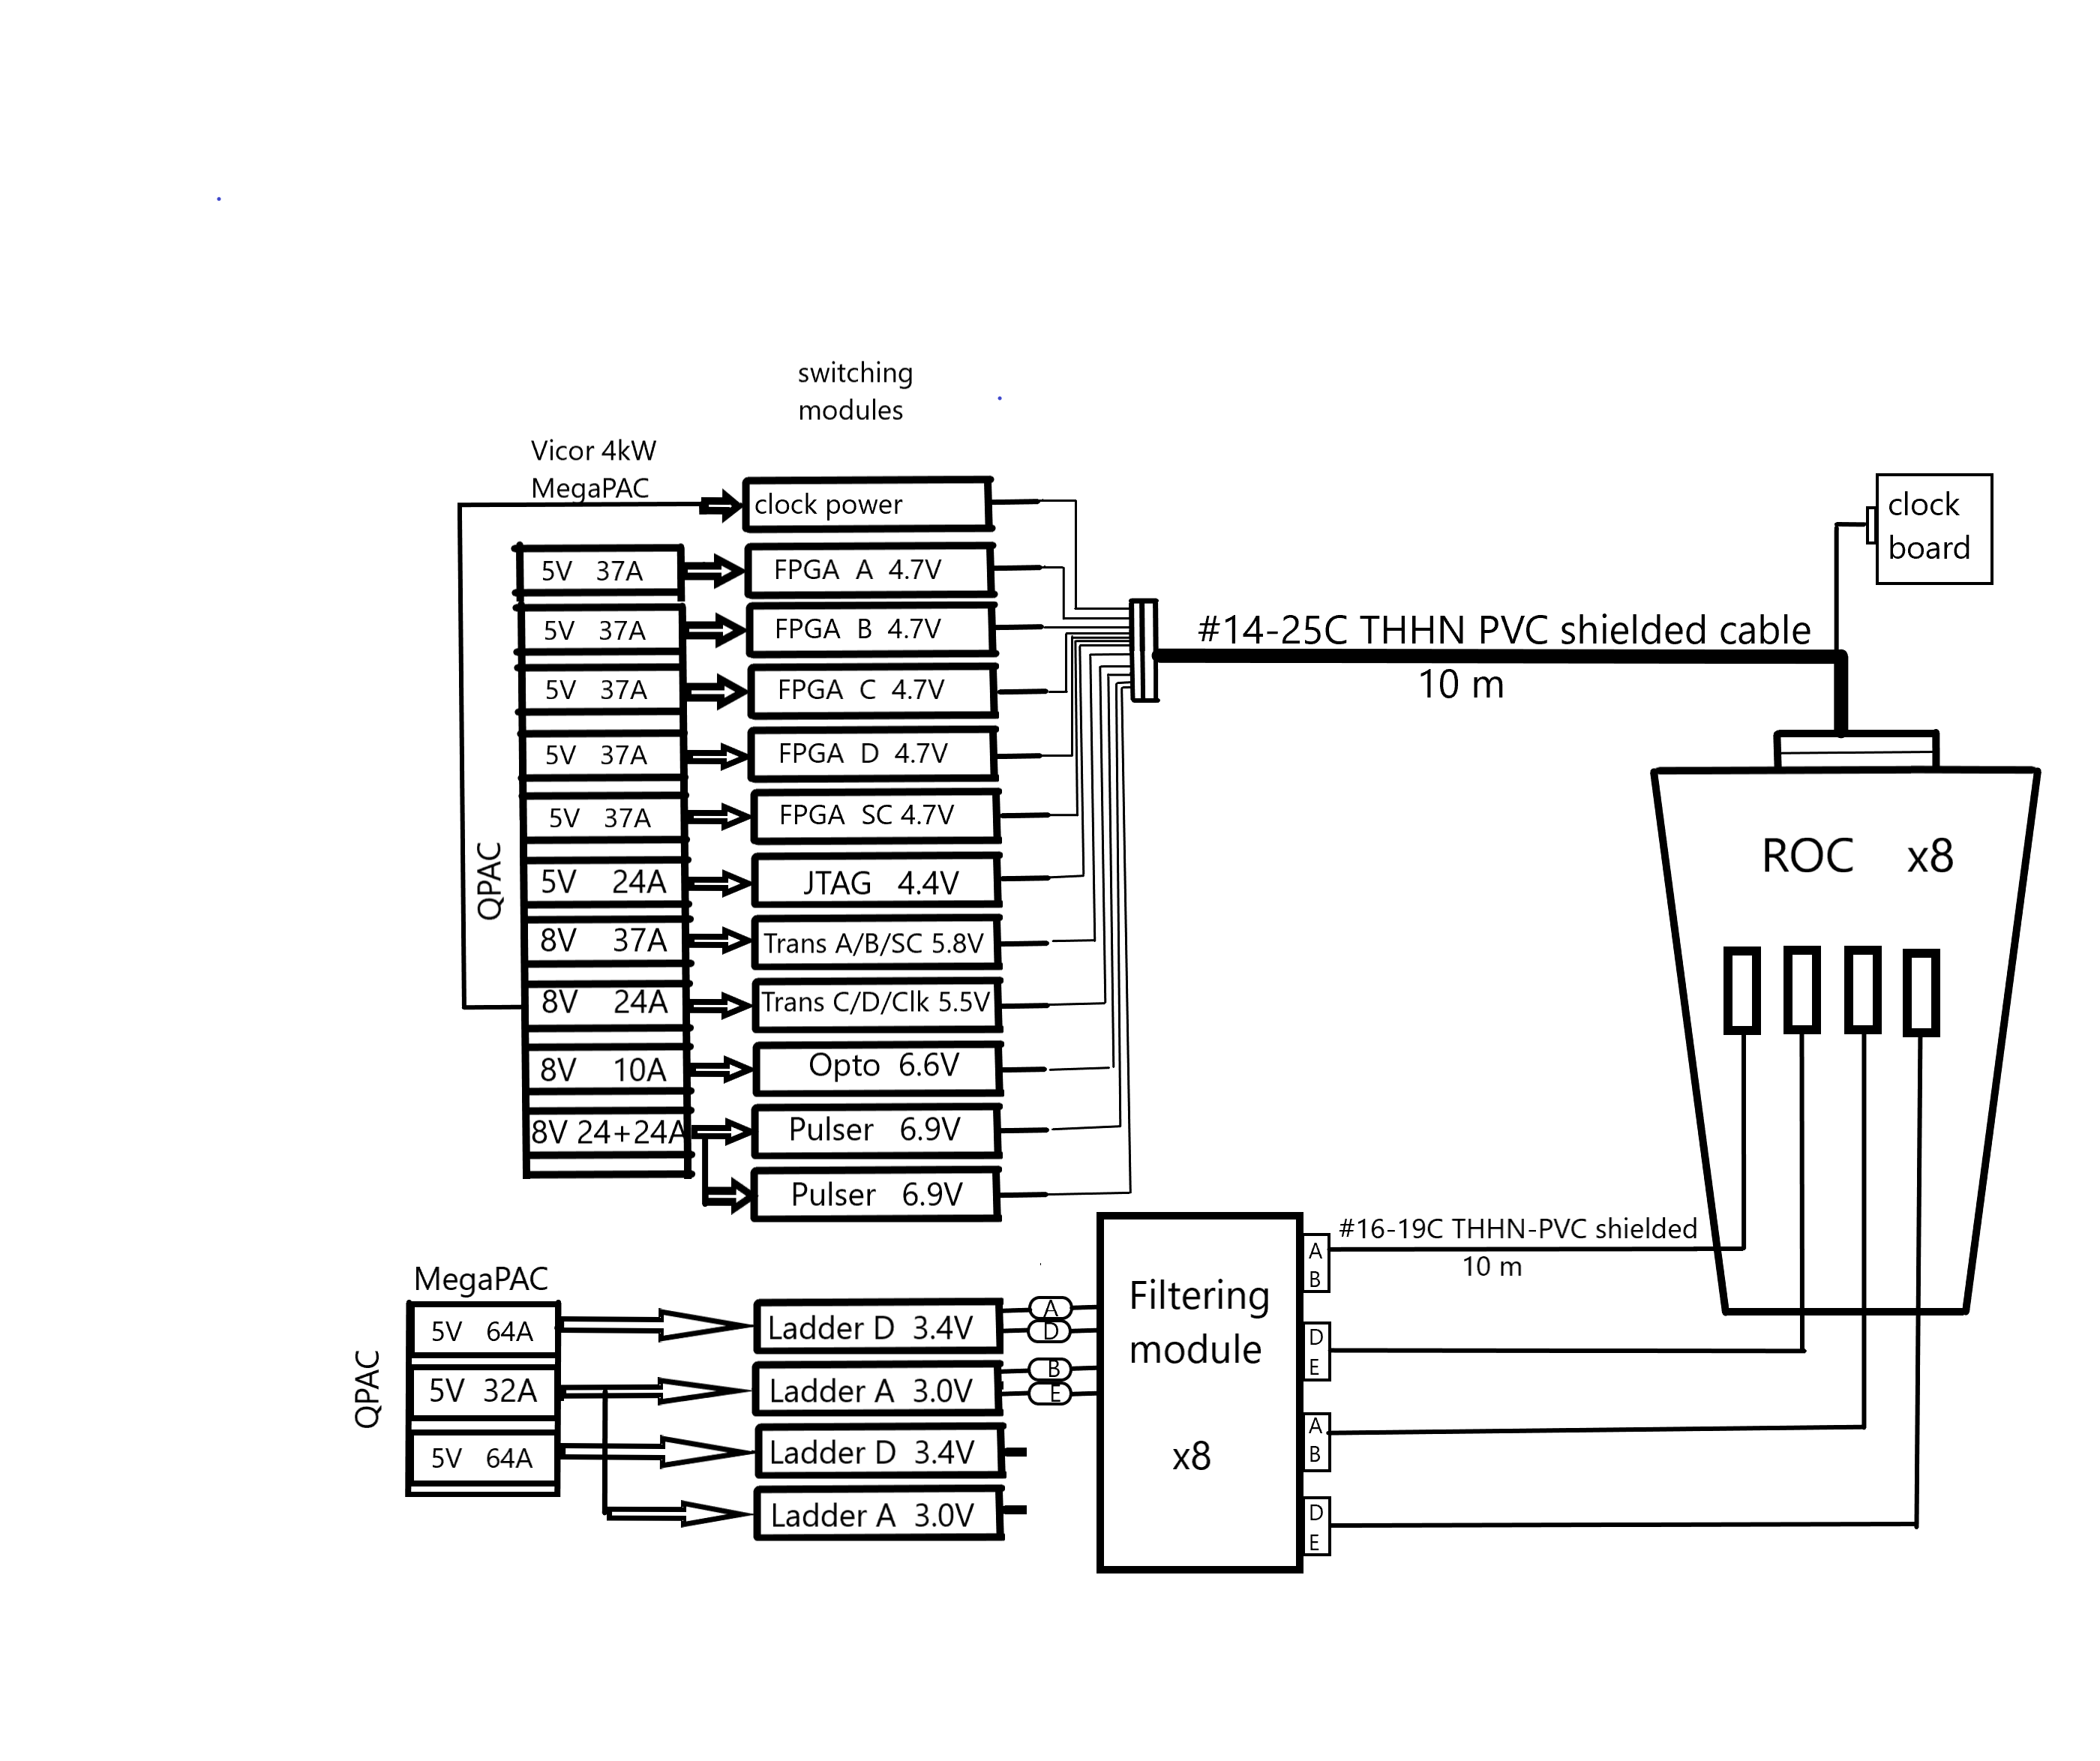 switching
modules
Vicor 4kW
MegaPAC
clock power
5V 37A
FPGA A 4.7V
5V 37A
FPGA B 4.7V
5V 37A
FPGA C 4.7V
5V 37A
FPGA D 4.7V
5V 37A
FPGA SC 4.7V
5V 24A
JTAG 4.4V
8V 37A
Trans A/B/SC 5.8V
8V 24A
Trans C/D/Clk 5.5V
8V 10A
Opto 6.6V
8V 24+24A
Pulser 6.9V
Pulser 6.9V
QPAC
#14-25C THHN PVC shielded cable
10 m
clock
board
ROC x8
MegaPAC
QPAC
5V 64A
Ladder D 3.4V
5V 32A
Ladder A 3.0V
5V 64A
Ladder D 3.4V
Ladder A 3.0V
A
D
B
E
Filtering
module
x8
A
B
D
E
A
B
D
E
#16-19C THHN-PVC shielded
10 m